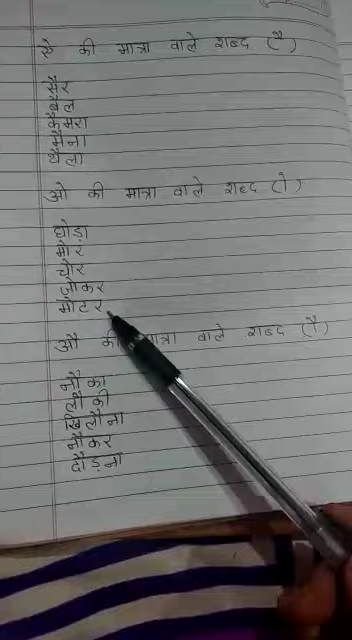 ऐ की मात्रा वाले शब्द (ै)
सैर
बैल
कैमरा
मैना
थैला
ओ की मात्रा वाले शब्द (ो)
घोड़ा
मोर
चोर
जोकर
मोटर
औ की मात्रा वाले शब्द (ौ)
नौका
लौकी
खिलौना
नौकर
दौड़ना